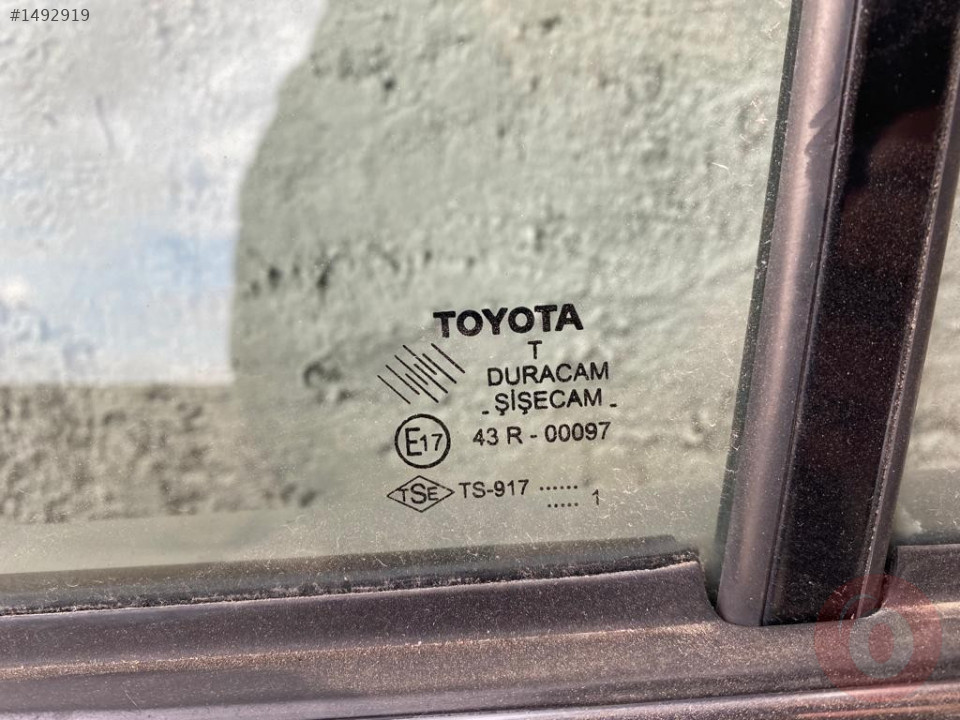 #1492919
TOYOTA
T
DURACAM
- ŞİŞECAM -
E17 43 R - 00097
TSE TS-917 ......
..... 1